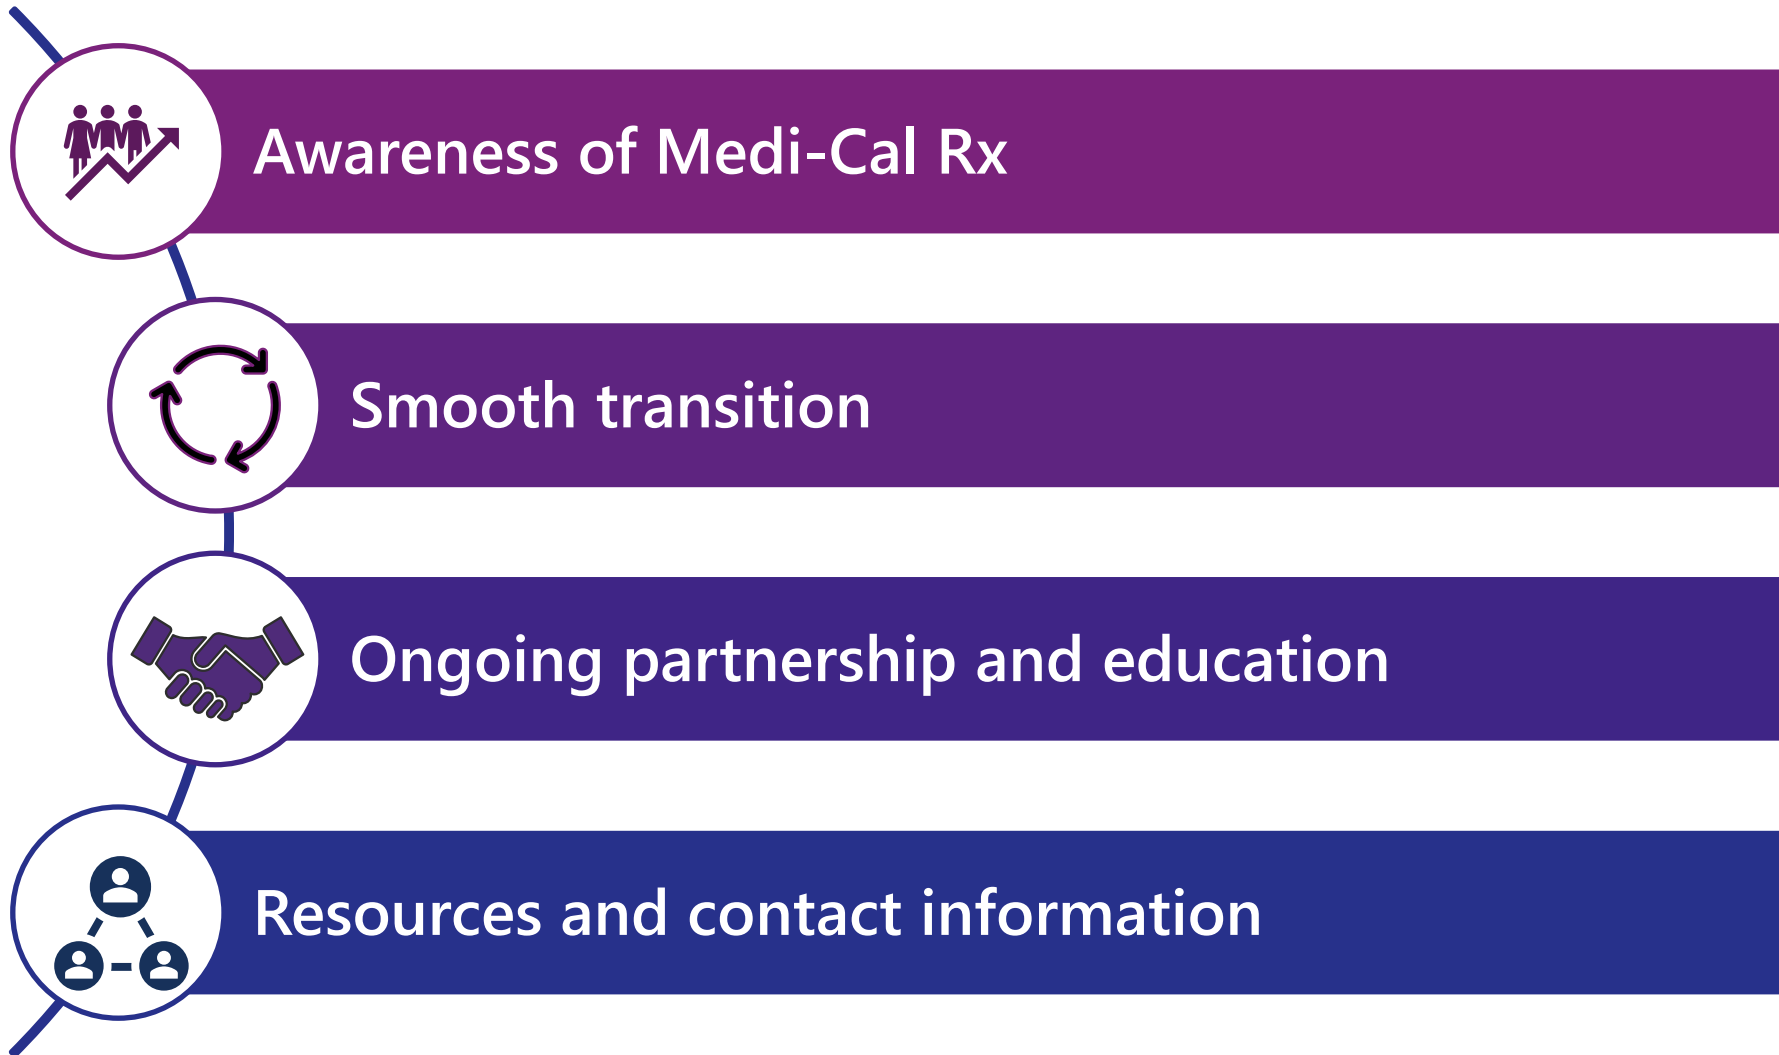 Awareness of Medi-Cal Rx
Smooth transition
Ongoing partnership and education
Resources and contact information